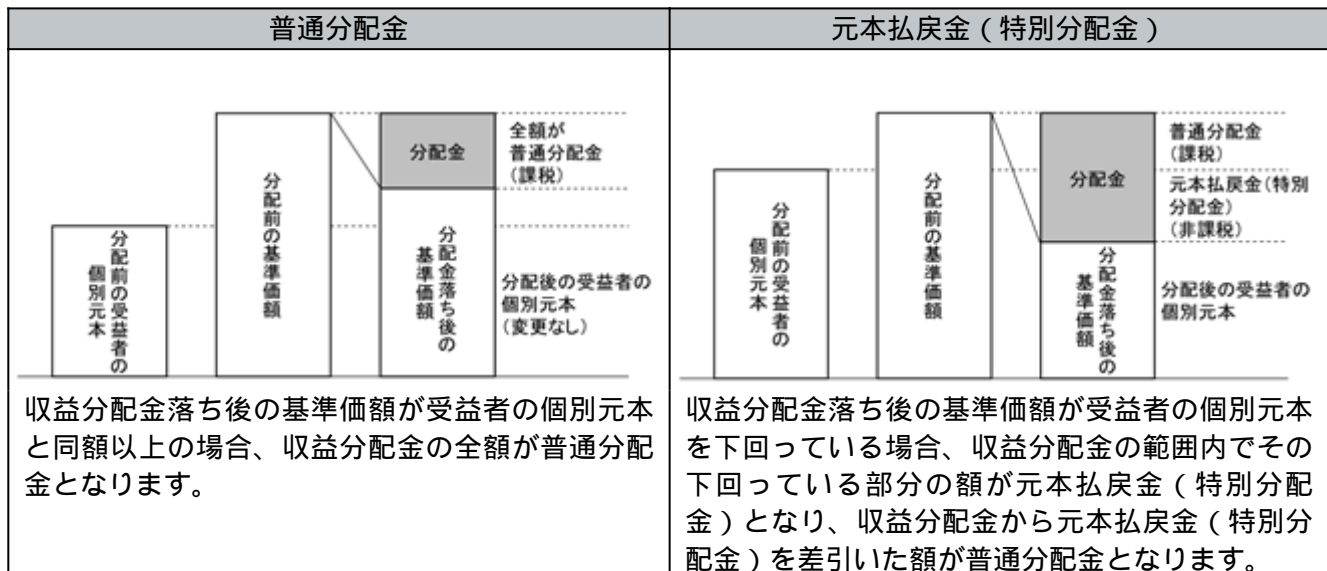 普通分配金
分配前の受益者の
個別元本
分配前の基準価額
分配金
分配金落ち後の
基準価額
全額が
普通分配金
(課税)
分配後の受益者の
個別元本
(変更なし)
収益分配金落ち後の基準価額が受益者の個別元本
と同額以上の場合、収益分配金の全額が普通分配
金となります。
元本払戻金(特別分配金)
分配前の受益者の
個別元本
分配前の基準価額
分配金
分配金落ち後の
基準価額
普通分配金
(課税)
元本払戻金(特別
分配金)
(非課税)
分配後の受益者の
個別元本
収益分配金落ち後の基準価額が受益者の個別元本
を下回っている場合、収益分配金の範囲内でその
下回っている部分の額が元本払戻金(特別分配
金)となり、収益分配金から元本払戻金(特別分
配金)を差引いた額が普通分配金となります。